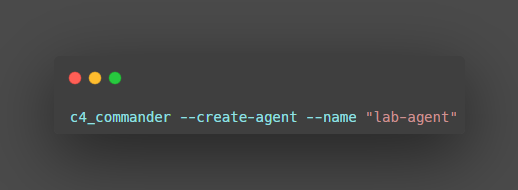 c4_commander --create-agent --name "lab-agent"